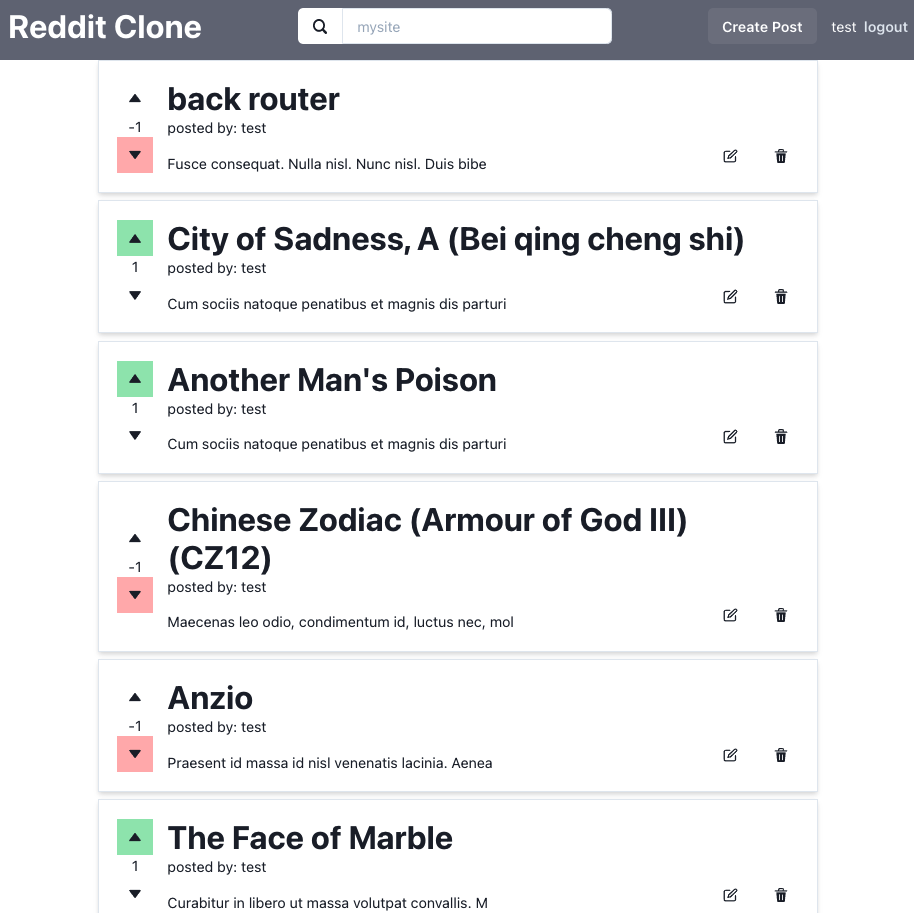 Reddit Clone
mysite
Create Post
test logout
back router
-1
posted by: test
Fusce consequat. Nulla nisl. Nunc nisl. Duis bibe
City of Sadness, A (Bei qing cheng shi)
1
posted by: test
Cum sociis natoque penatibus et magnis dis parturi
Another Man's Poison
1
posted by: test
Cum sociis natoque penatibus et magnis dis parturi
Chinese Zodiac (Armour of God III)
(CZ12)
-1
posted by: test
Maecenas leo odio, condimentum id, luctus nec, mol
Anzio
-1
posted by: test
Praesent id massa id nisl venenatis lacinia. Aenea
The Face of Marble
1
posted by: test
Curabitur in libero ut massa volutpat convallis. M